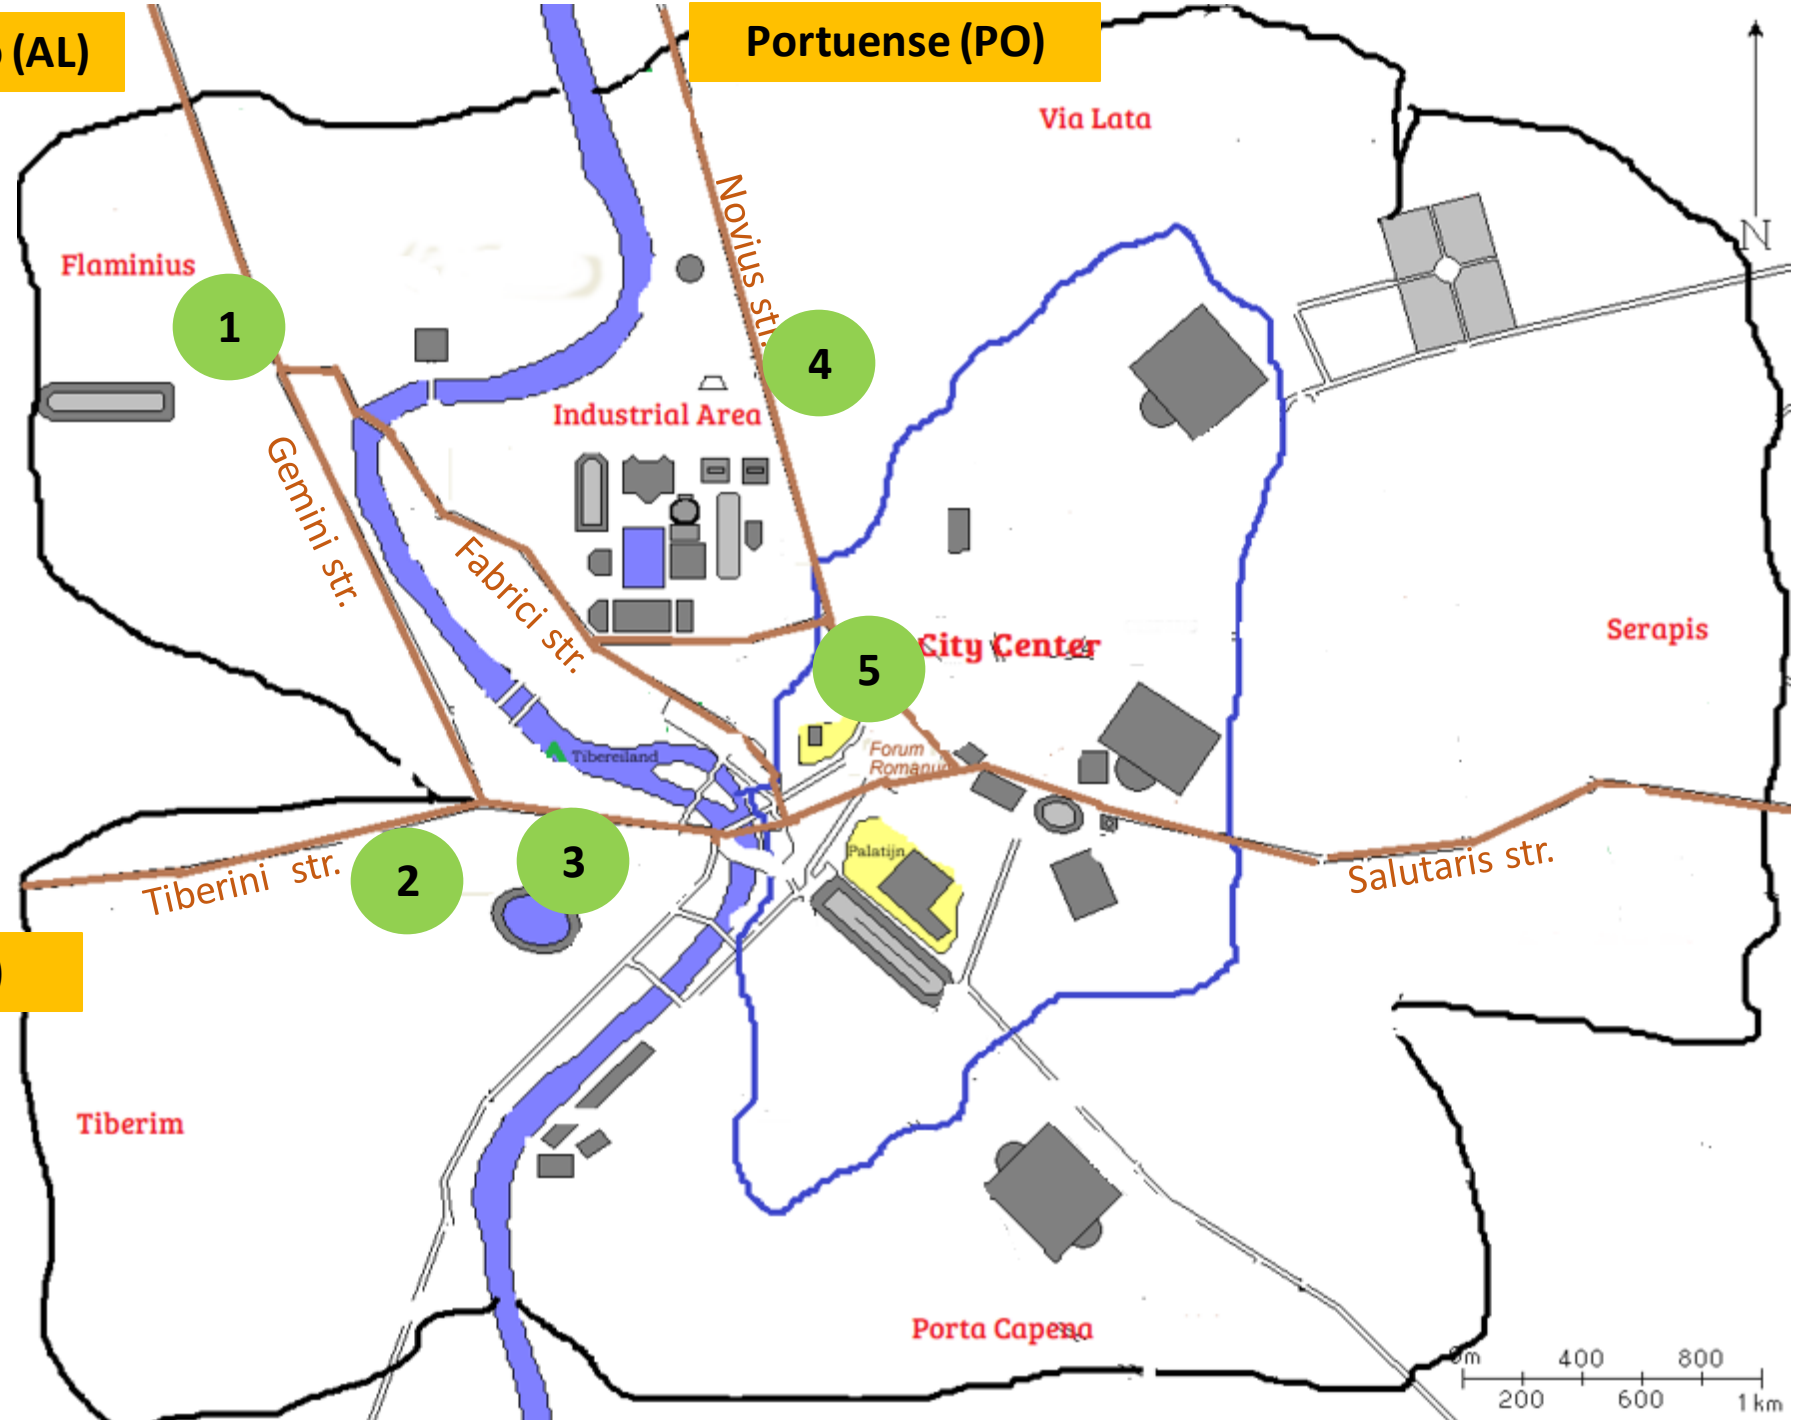 (AL)
Portuense (PO)
Via Lata
N
Flaminius
Novius str.
1
4
Industrial Area
Gemini str.
Fabrici str.
5
City Center
Serapis
Forum
Romanum
Tibereiland
Palatijn
Tiberini str.
2
3
Salutaris str.
)
Tiberim
Porta Capena
0m 400 800
200 600 1km